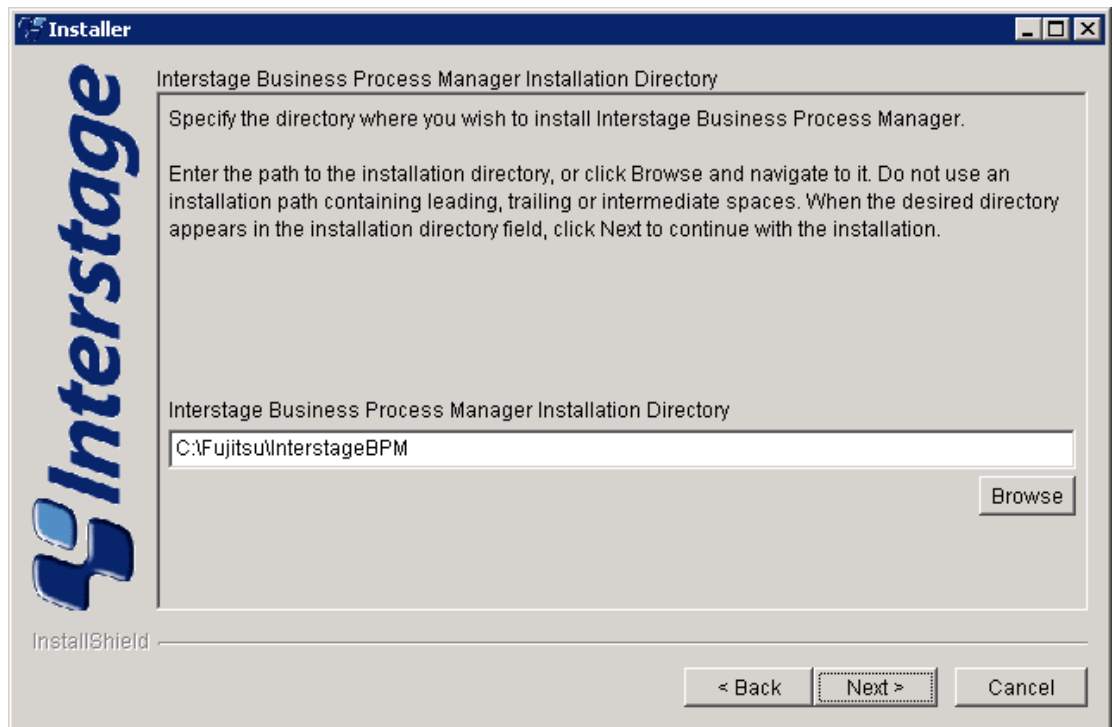 Installer
Interstage
Interstage Business Process Manager Installation Directory
Specify the directory where you wish to install Interstage Business Process Manager.
Enter the path to the installation directory, or click Browse and navigate to it. Do not use an
installation path containing leading, trailing or intermediate spaces. When the desired directory
appears in the installation directory field, click Next to continue with the installation.
Interstage Business Process Manager Installation Directory
C:\Fujitsu\InterstageBPM
Browse
InstallShield
< Back Next > Cancel